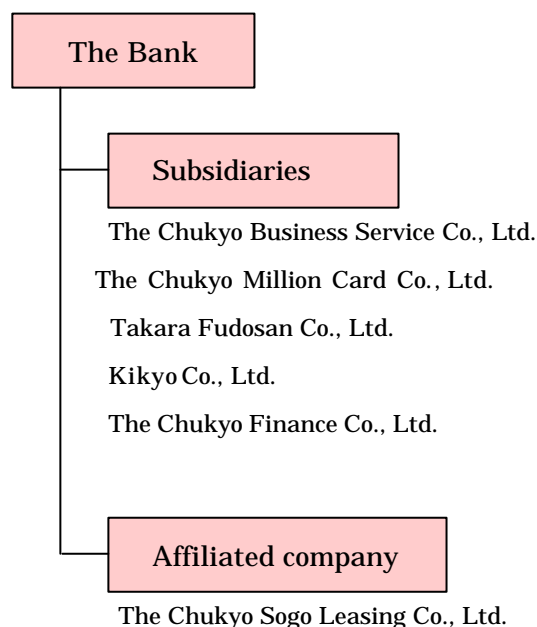 The Bank
Subsidiaries
The Chukyo Business Service Co., Ltd.
The Chukyo Million Card Co., Ltd.
Takara Fudosan Co., Ltd.
Kikyo Co., Ltd.
The Chukyo Finance Co., Ltd.
Affiliated company
The Chukyo Sogo Leasing Co., Ltd.